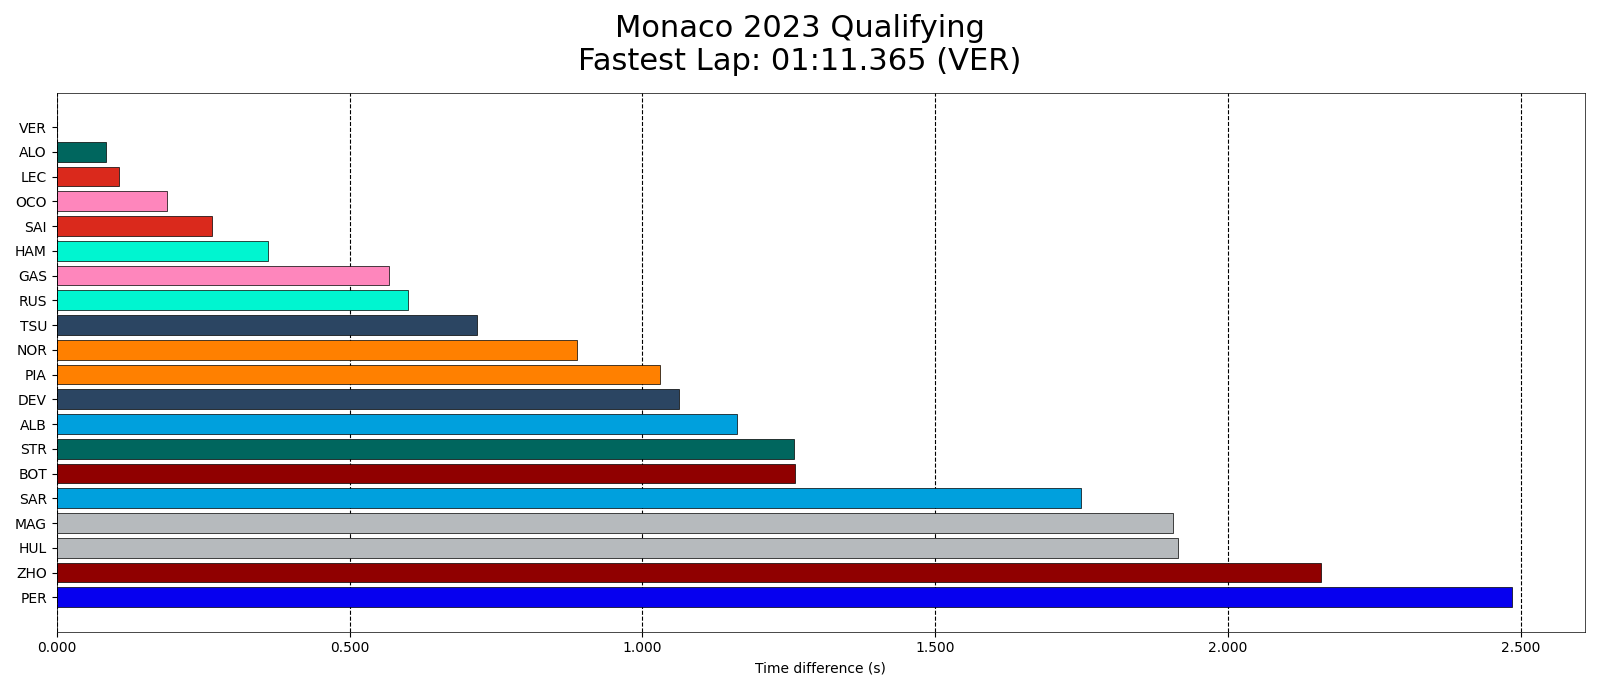 Monaco 2023 Qualifying
Fastest Lap: 01:11.365 (VER)
VER
ALO
LEC
OCO
SAI
HAM
GAS
RUS
TSU
NOR
PIA
DEV
ALB
STR
BOT
SAR
MAG
HUL
ZHO
PER
0.000 0.500 1.000 1.500 2.000 2.500
Time difference (s)